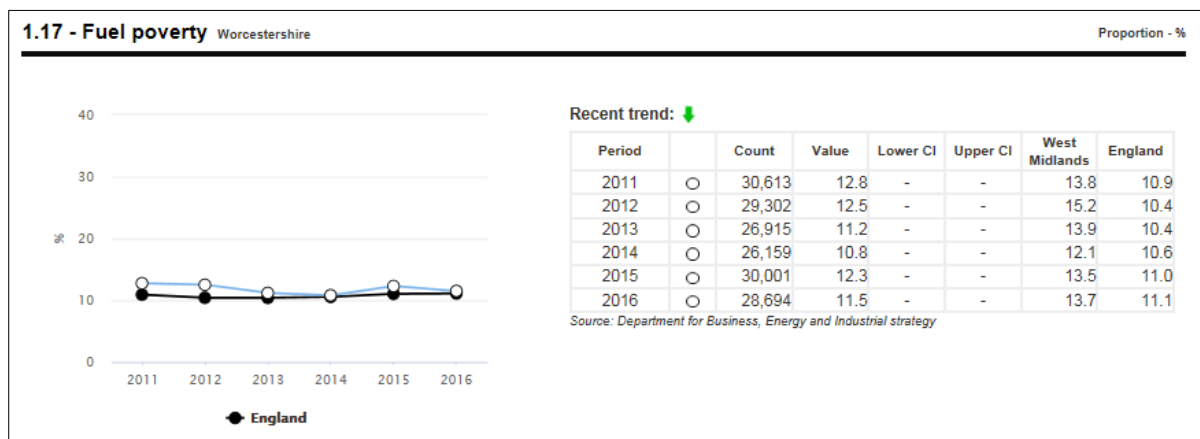 1.17 - Fuel poverty Worcestershire Proportion - %
40
30
% 20
10
0
2011 2012 2013 2014 2015 2016
England
Recent trend:
Period Count Value Lower CI Upper CI West Midlands England
2011 30,613 12.8 - - 13.8 10.9
2012 29,302 12.5 - - 15.2 10.4
2013 26,915 11.2 - - 13.9 10.4
2014 26,159 10.8 - - 12.1 10.6
2015 30,001 12.3 - - 13.5 11.0
2016 28,694 11.5 - - 13.7 11.1
Source: Department for Business, Energy and Industrial strategy